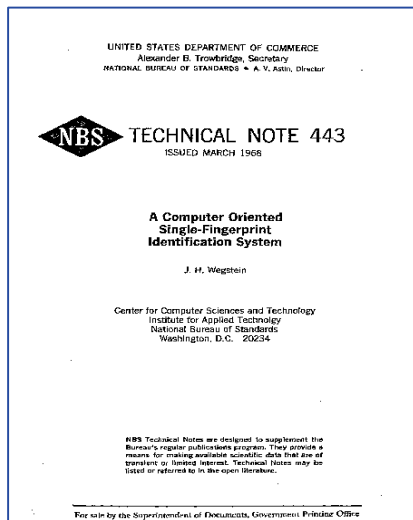 UNITED STATES DEPARTMENT OF COMMERCE
Alexander B. Trowbridge, Secretary
NATIONAL BUREAU OF STANDARDS • A. V. Astin, Director
NBS TECHNICAL NOTE 443
ISSUED MARCH 1968
A Computer Oriented
Single-Fingerprint
Identification System
J. H. Wegstein
Center for Computer Sciences and Technology
Institute for Applied Technolgy
National Bureau of Standards
Washington, D.C. 20234
NBS Technical Notes are designed to supplement the
Bureau's regular publications program. They provide a
means for making available scientific data that are of
transient or limited interest. Technical Notes may be
listed or referred to in the open literature.
For sale by the Superintendent of Documents, Government Printing Office